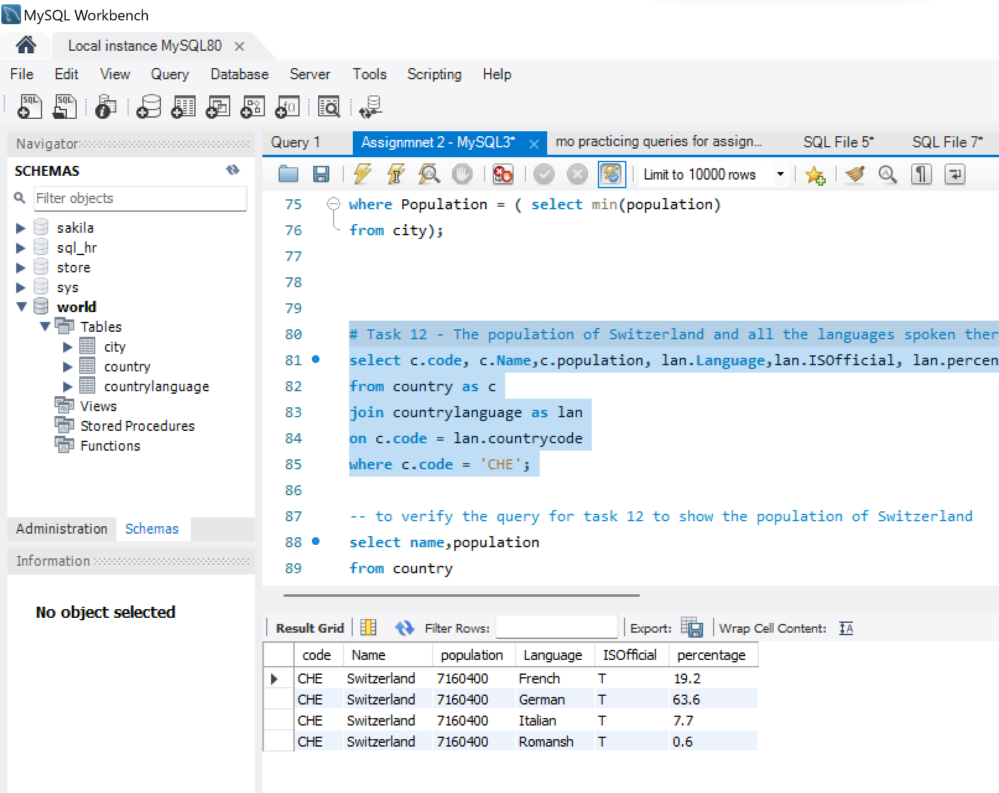 MySQL Workbench
Local instance MySQL80
File Edit View Query Database Server Tools Scripting Help
Navigator
SCHEMAS
Filter objects
sakila
sql_hr
store
sys
world
Tables
city
country
countrylanguage
Views
Stored Procedures
Functions
Administration Schemas
Information
No object selected
Query 1 Assignmnet 2 - MySQL3* mo practicing queries for assign... SQL File 5* SQL File 7*
Limit to 10000 rows
75 where Population = ( select min(population)
76 from city);
77
78
79
80 # Task 12 - The population of Switzerland and all the languages spoken ther
81 select c.code, c.Name,c.population, lan.Language,lan.ISOfficial, lan.percen
82 from country as c
83 join countrylanguage as lan
84 on c.code = lan.countrycode
85 where c.code = 'CHE';
86
87 -- to verify the query for task 12 to show the population of Switzerland
88 select name,population
89 from country
Result Grid Filter Rows: Export: Wrap Cell Content:
code Name population Language ISOfficial percentage
CHE Switzerland 7160400 French T 19.2
CHE Switzerland 7160400 German T 63.6
CHE Switzerland 7160400 Italian T 7.7
CHE Switzerland 7160400 Romansh T 0.6